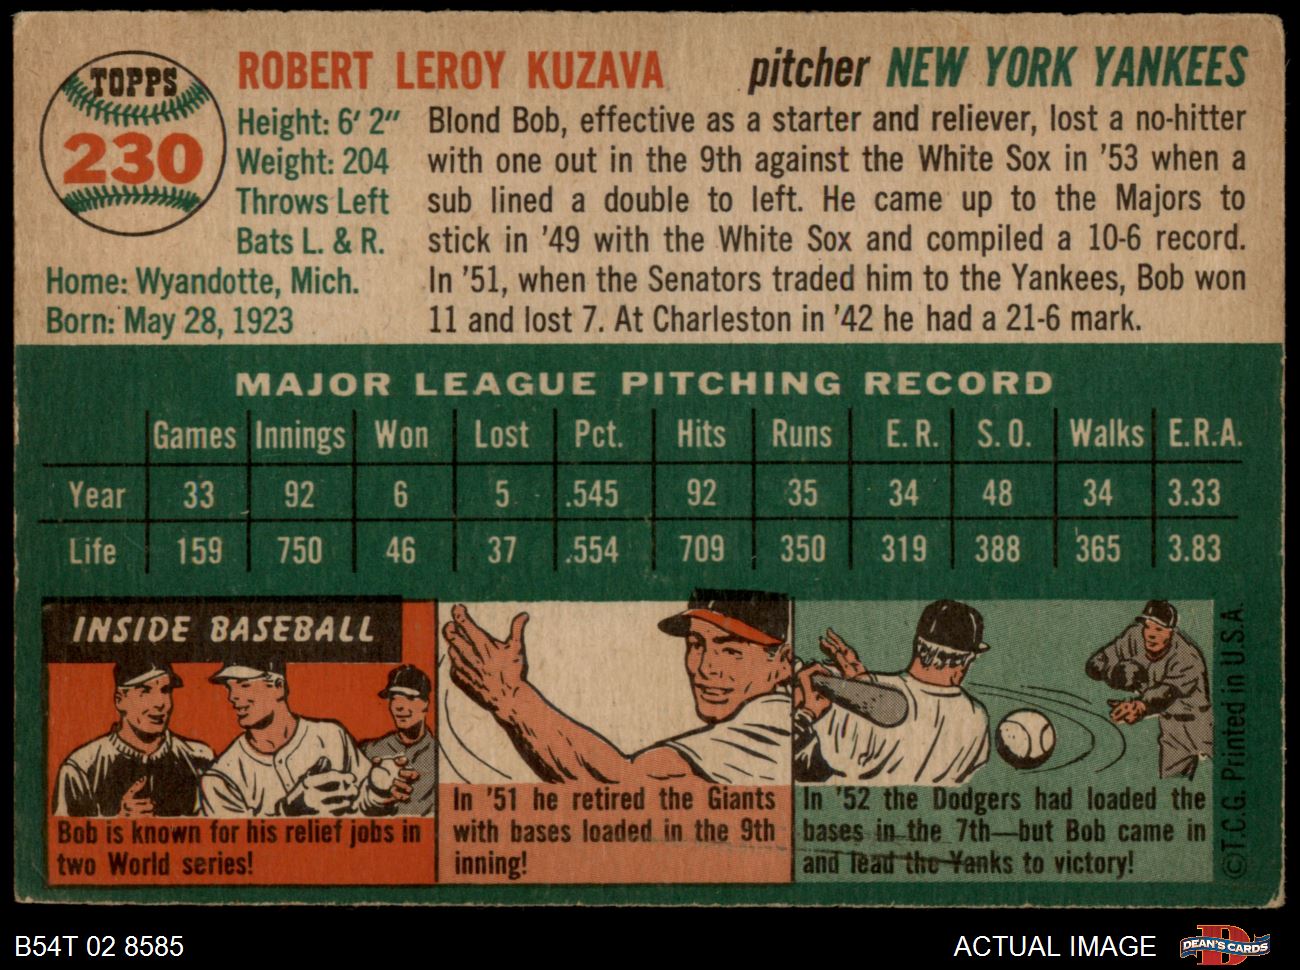 TOPPS
230
ROBERT LEROY KUZAVA pitcher NEW YORK YANKEES
Height: 6' 2"
Weight: 204
Throws Left
Bats L. & R.
Home: Wyandotte, Mich.
Born: May 28, 1923
Blond Bob, effective as a starter and reliever, lost a no-hitter
with one out in the 9th against the White Sox in '53 when a
sub lined a double to left. He came up to the Majors to
stick in '49 with the White Sox and compiled a 10-6 record.
In '51, when the Senators traded him to the Yankees, Bob won
11 and lost 7. At Charleston in '42 he had a 21-6 mark.
MAJOR LEAGUE PITCHING RECORD
Games Innings Won Lost Pct. Hits Runs E. R. S. O. Walks E.R.A.
Year 33 92 6 5 .545 92 35 34 48 34 3.33
Life 159 750 46 37 .554 709 350 319 388 365 3.83
INSIDE BASEBALL
Bob is known for his relief jobs in
two World series!
In '51 he retired the Giants
with bases loaded in the 9th
inning!
In '52 the Dodgers had loaded the
bases in the 7th—but Bob came in
and lead the Yanks to victory!
©T.C.G. Printed in U.S.A.
B54T 02 8585
ACTUAL IMAGE
DEAN'S CARDS